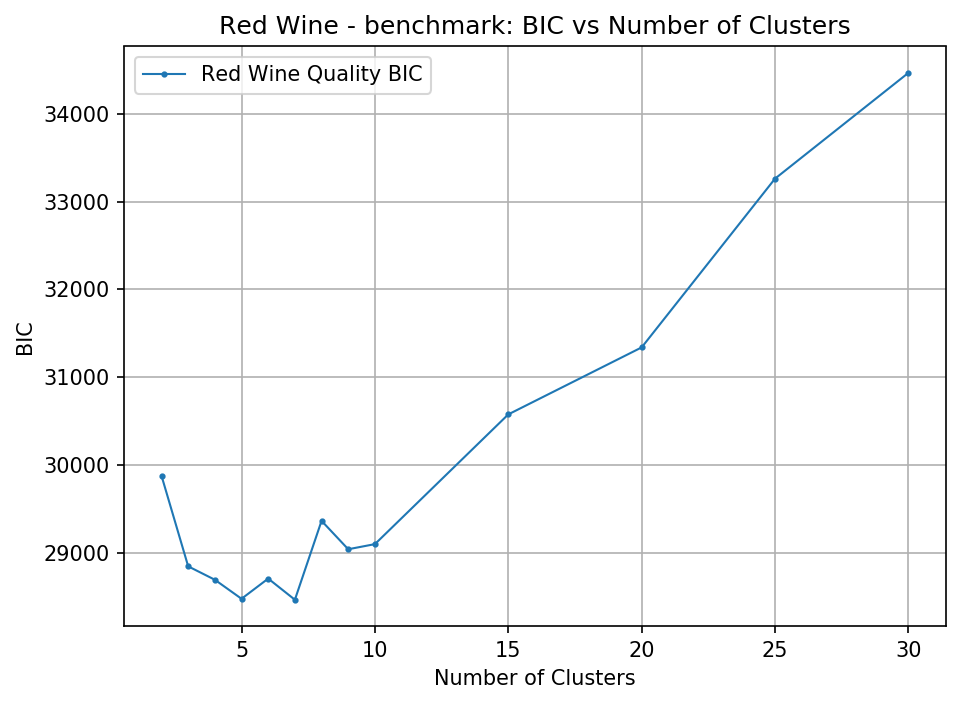 Red Wine - benchmark: BIC vs Number of Clusters
Red Wine Quality BIC
34000
33000
32000
31000
30000
29000
BIC
5 10 15 20 25 30
Number of Clusters